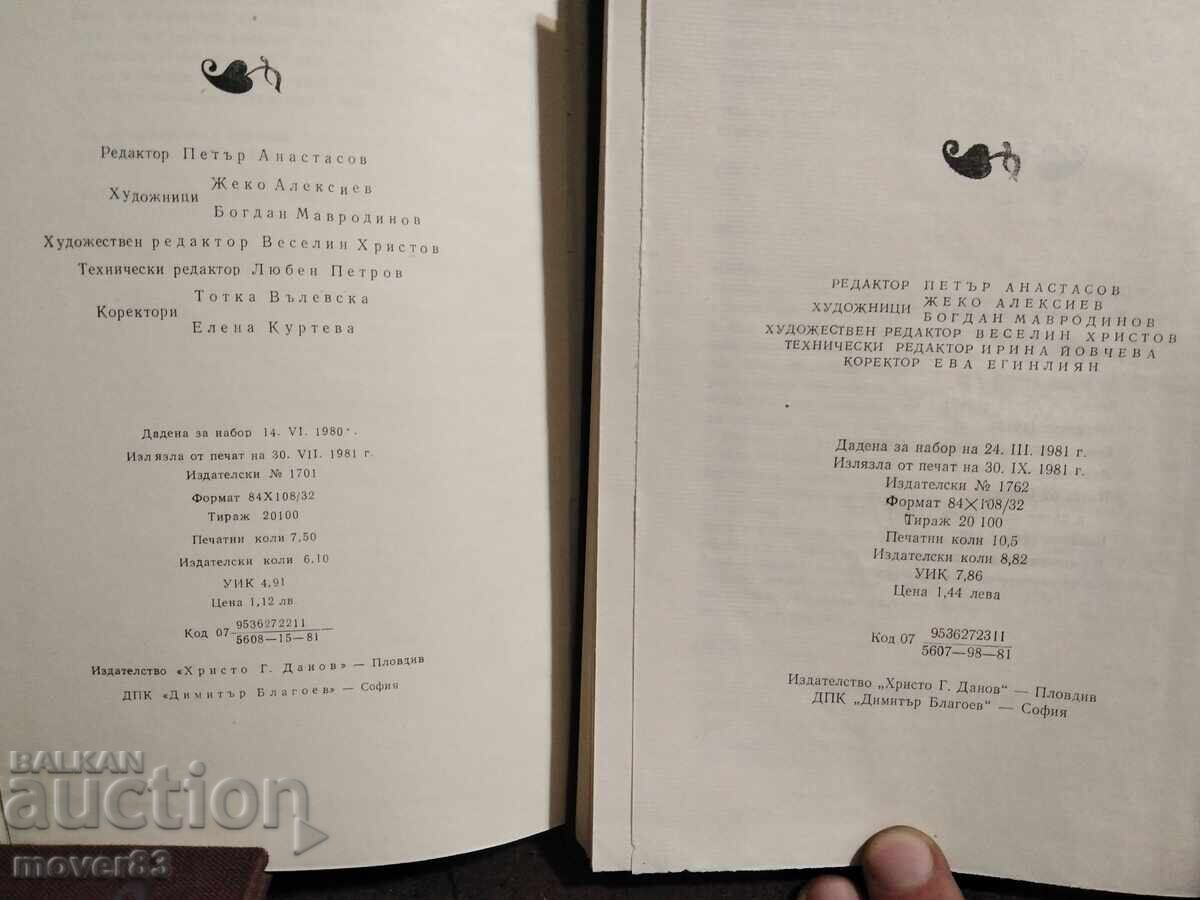 Редактор Петър Анастасов
Художници Жеко Алексиев
Богдан Мавродинов
Художествен редактор Веселин Христов
Технически редактор Любен Петров
Коректори Тотка Вълевска
Елена Куртева
Дадена за набор 14. VI. 1980 г.
Излязла от печат на 30. VII. 1981 г.
Издателски № 1701
Формат 84X108/32
Тираж 20100
Печатни коли 7,50
Издателски коли 6,10
УИК 4,91
Цена 1,12 лв.
Код 07 9536272211
5608—15—81
Издателство «Христо Г. Данов» — Пловдив
ДПК «Димитър Благоев» — София
РЕДАКТОР ПЕТЪР АНАСТАСОВ
ХУДОЖНИЦИ ЖЕКО АЛЕКСИЕВ
БОГДАН МАВРОДИНОВ
ХУДОЖЕСТВЕН РЕДАКТОР ВЕСЕЛИН ХРИСТОВ
ТЕХНИЧЕСКИ РЕДАКТОР ИРИНА ЙОВЧЕВА
КОРЕКТОР ЕВА ЕГИНЛИЯН
Дадена за набор на 24. III. 1981 г.
Излязла от печат на 30. IX. 1981 г.
Издателски № 1762
Формат 84X108/32
Тираж 20 100
Печатни коли 10,5
Издателски коли 8,82
УИК 7,86
Цена 1,44 лева
Код 07 9536272311
5607—98—81
Издателство „Христо Г. Данов“ — Пловдив
ДПК „Димитър Благоев“ — София
BALKAN
auction
mover83